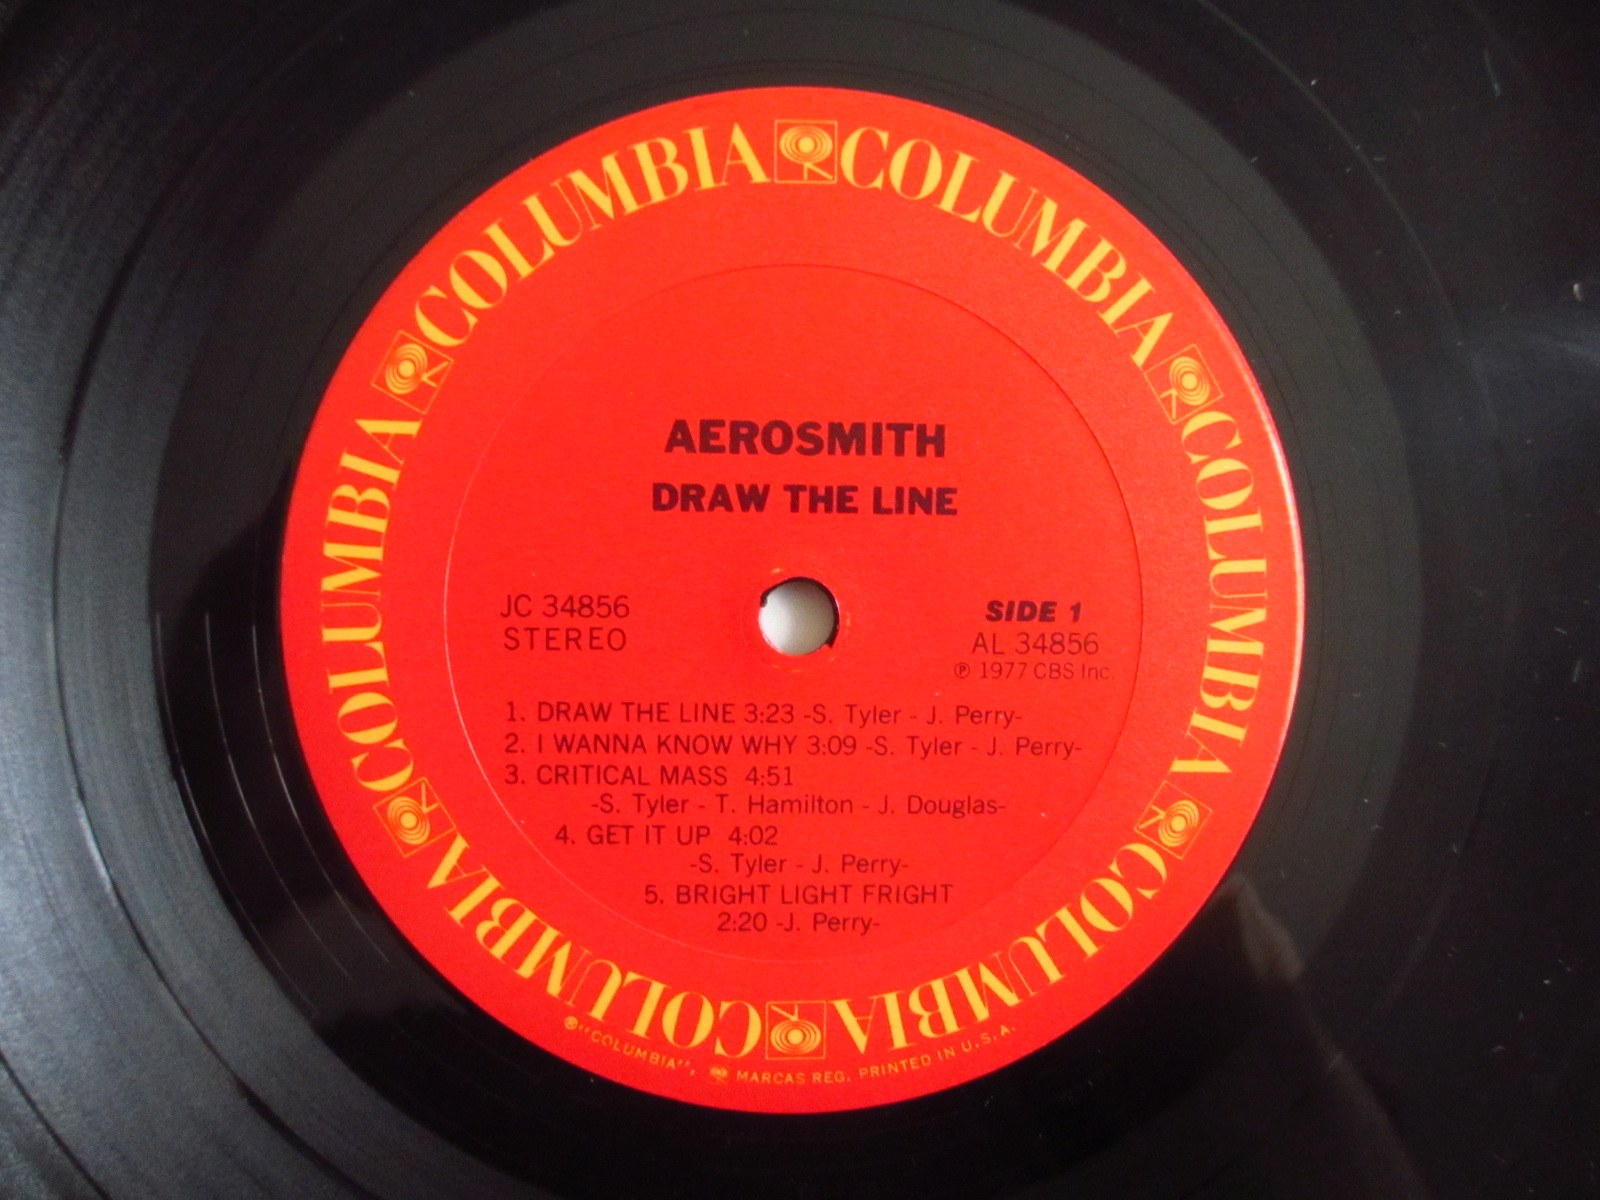 COLUMBIA COLUMBIA COLUMBIA COLUMBIA COLUMBIA COLUMBIA
AEROSMITH
DRAW THE LINE
JC 34856
STEREO
SIDE 1
AL 34856
℗ 1977 CBS Inc.
1. DRAW THE LINE 3:23 -S. Tyler - J. Perry-
2. I WANNA KNOW WHY 3:09 -S. Tyler - J. Perry-
3. CRITICAL MASS 4:51
-S. Tyler - T. Hamilton - J. Douglas-
4. GET IT UP 4:02
-S. Tyler - J. Perry-
5. BRIGHT LIGHT FRIGHT
2:20 -J. Perry-
®"COLUMBIA", MARCAS REG. PRINTED IN U.S.A.